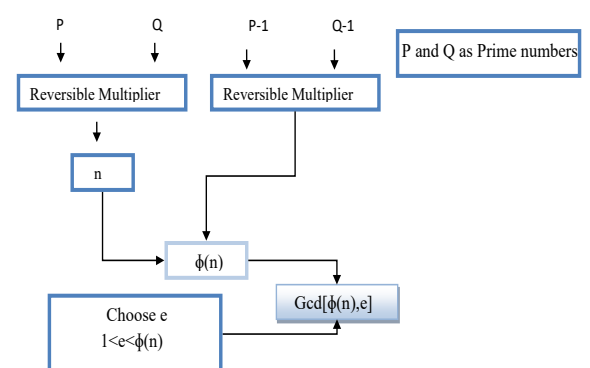 P Q P-1 Q-1
P and Q as Prime numbers
Reversible Multiplier Reversible Multiplier
n
ϕ(n)
Gcd[ϕ(n),e]
Choose e
1<e<ϕ(n)